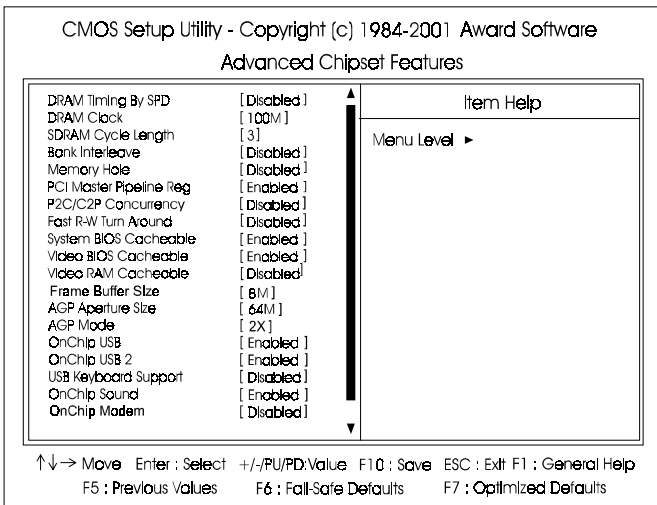 CMOS Setup Utility - Copyright (c) 1984-2001 Award Software
Advanced Chipset Features
DRAM Timing By SPD [ Disabled ]
DRAM Clock [ 100M ]
SDRAM Cycle Length [ 3 ]
Bank Interleave [ Disabled ]
Memory Hole [ Disabled ]
PCI Master Pipeline Req [ Enabled ]
P2C/C2P Concurrency [ Disabled ]
Fast R-W Turn Around [ Disabled ]
System BIOS Cacheable [ Enabled ]
Video BIOS Cacheable [ Enabled ]
Video RAM Cacheable [ Disabled ]
Frame Buffer Size [ 8M ]
AGP Aperture Size [ 64M ]
AGP Mode [ 2X ]
OnChip USB [ Enabled ]
OnChip USB 2 [ Enabled ]
USB Keyboard Support [ Disabled ]
OnChip Sound [ Enabled ]
OnChip Modem [ Disabled ]
Item Help
Menu Level ►
↑↓→ Move Enter : Select +/-/PU/PD:Value F10 : Save ESC : Exit F1 : General Help
F5 : Previous Values F6 : Fail-Safe Defaults F7 : Optimized Defaults